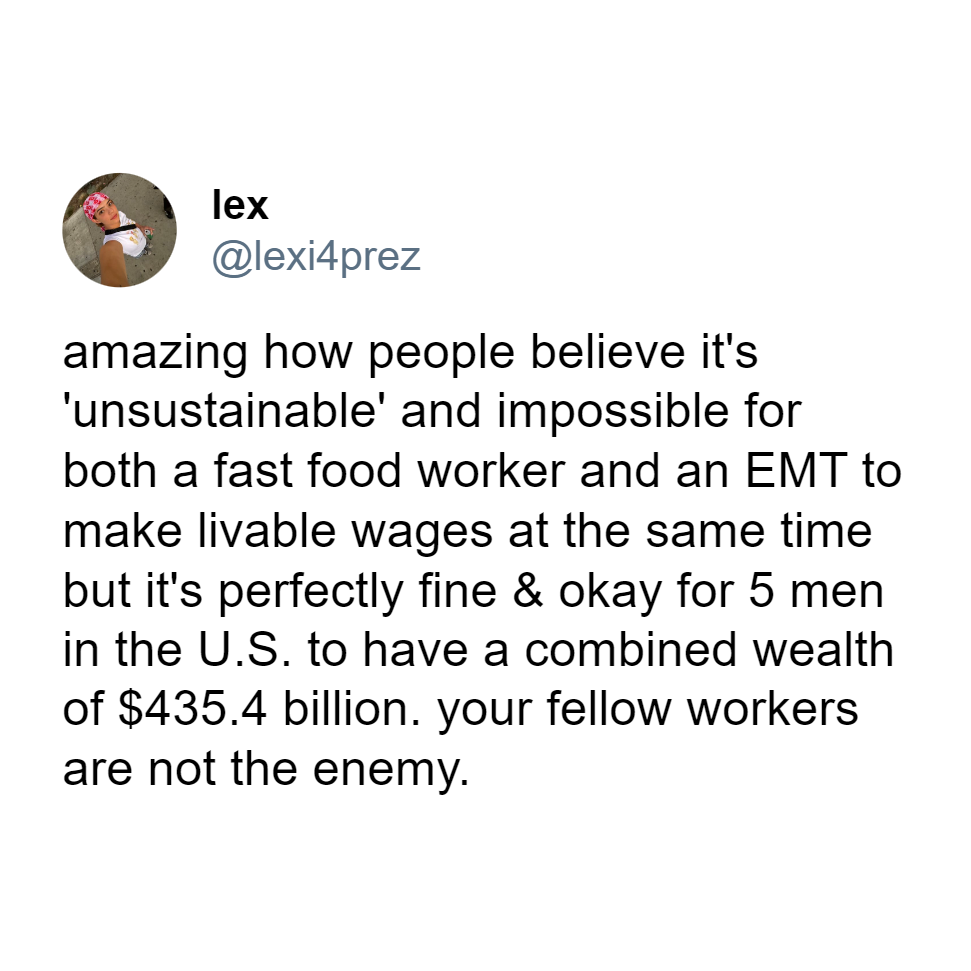 lex
@lexi4prez
amazing how people believe it's
'unsustainable' and impossible for
both a fast food worker and an EMT to
make livable wages at the same time
but it's perfectly fine & okay for 5 men
in the U.S. to have a combined wealth
of $435.4 billion. your fellow workers
are not the enemy.